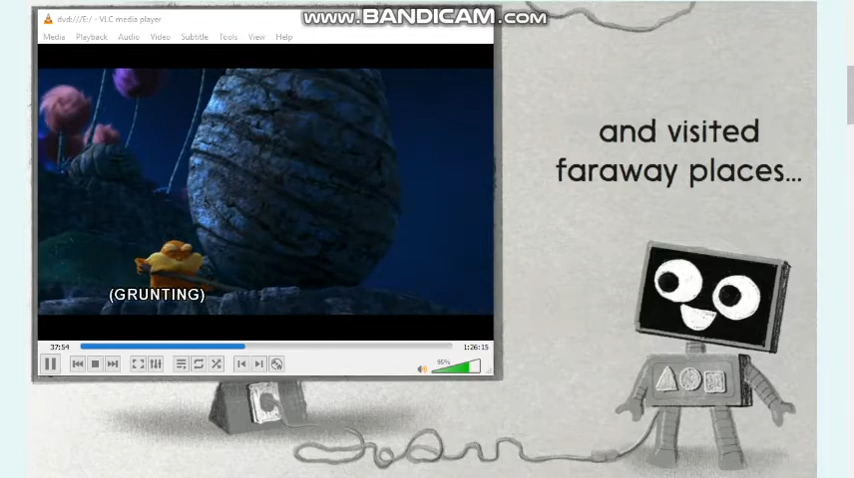 www.BANDICAM.com
dvd:///E:/ - VLC media player
Media Playback Audio Video Subtitle Tools View Help
and visited
faraway places...
(GRUNTING)
37:54
1:26:15
95%